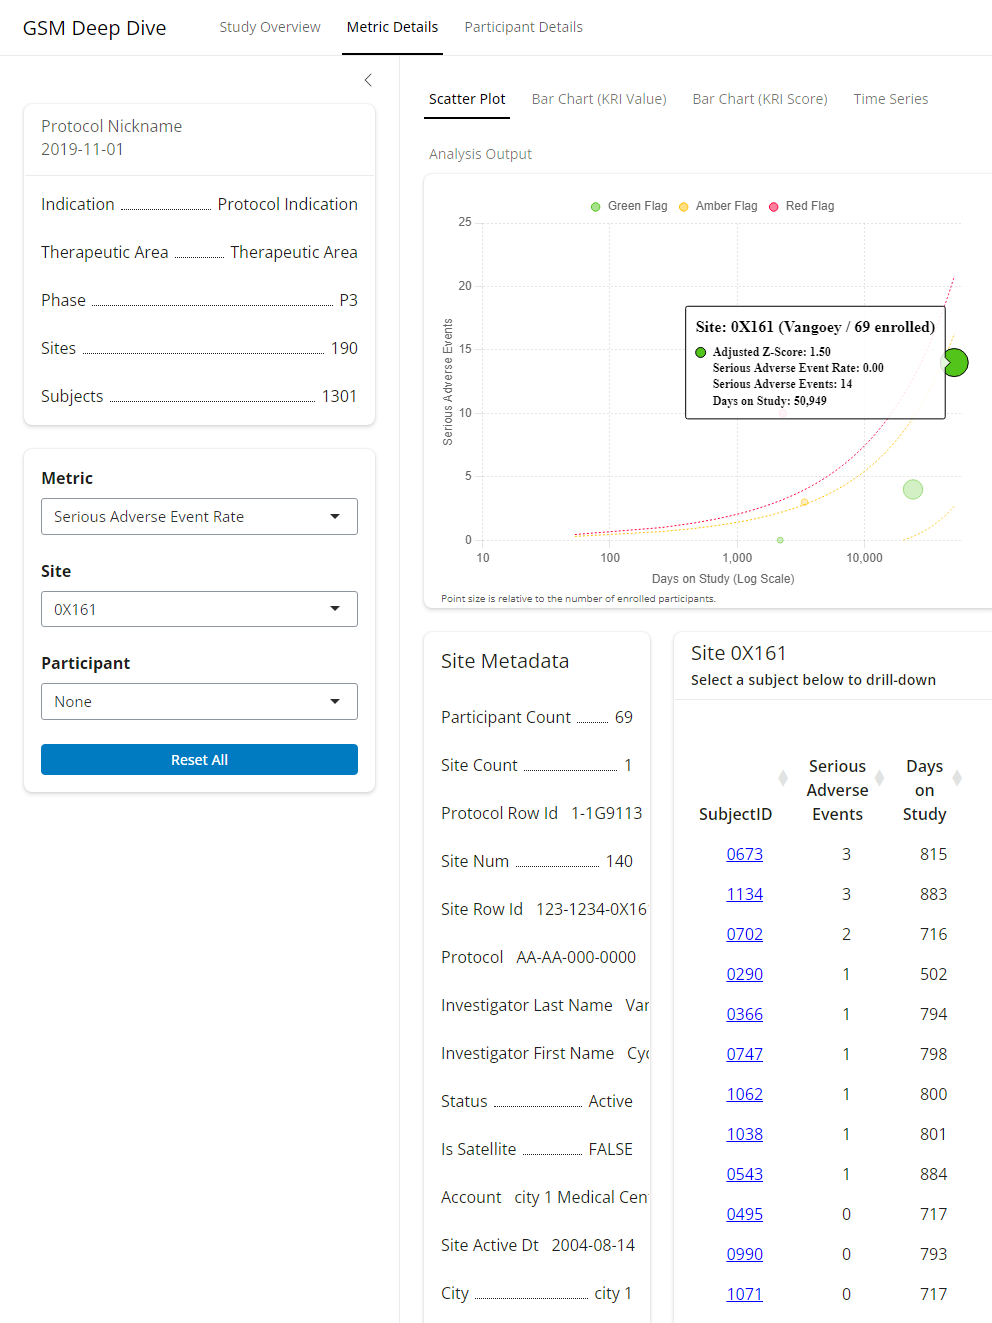 GSM Deep Dive
Study Overview
Metric Details
Participant Details
Protocol Nickname
2019-11-01
Indication Protocol Indication
Therapeutic Area Therapeutic Area
Phase P3
Sites 190
Subjects 1301
Metric
Serious Adverse Event Rate
Site
0X161
Participant
None
Reset All
Scatter Plot
Bar Chart (KRI Value)
Bar Chart (KRI Score)
Time Series
Analysis Output
Green Flag
Amber Flag
Red Flag
25
20
15
10
5
0
Serious Adverse Events
Site: 0X161 (Vangoey / 69 enrolled)
Adjusted Z-Score: 1.50
Serious Adverse Event Rate: 0.00
Serious Adverse Events: 14
Days on Study: 50,949
10
100
1,000
10,000
Days on Study (Log Scale)
Point size is relative to the number of enrolled participants.
Site Metadata
Participant Count 69
Site Count 1
Protocol Row Id 1-1G9113
Site Num 140
Site Row Id 123-1234-0X16
Protocol AA-AA-000-0000
Investigator Last Name Var
Investigator First Name Cyc
Status Active
Is Satellite FALSE
Account city 1 Medical Cen
Site Active Dt 2004-08-14
City city 1
Site 0X161
Select a subject below to drill-down
SubjectID
Serious
Adverse
Events
Days
on
Study
0673 3 815
1134 3 883
0702 2 716
0290 1 502
0366 1 794
0747 1 798
1062 1 800
1038 1 801
0543 1 884
0495 0 717
0990 0 793
1071 0 717